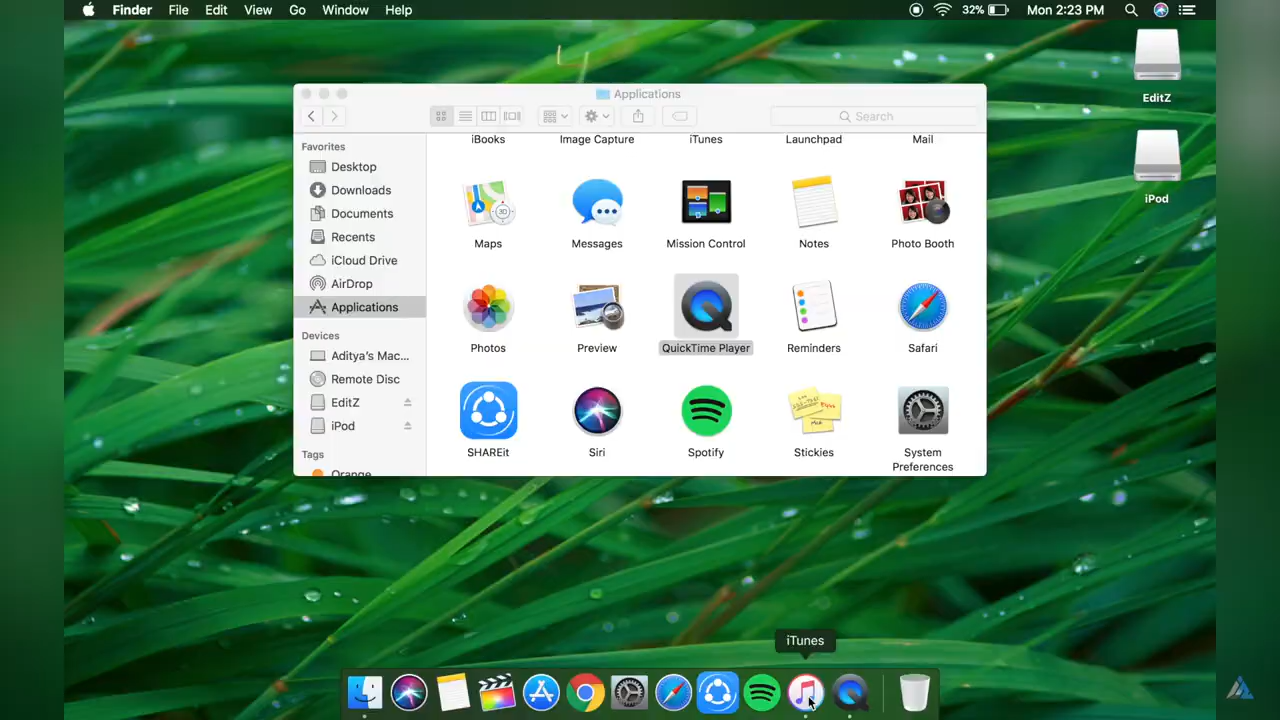 Finder File Edit View Go Window Help 32% Mon 2:23 PM
EditZ
iPod
Applications
Search
Favorites
Desktop
Downloads
Documents
Recents
iCloud Drive
AirDrop
Applications
Devices
Aditya's Mac...
Remote Disc
EditZ
iPod
Tags
Orange
iBooks Image Capture iTunes Launchpad Mail
30
Maps Messages Mission Control Notes Photo Booth
Photos Preview QuickTime Player Reminders Safari
SHAREit Siri Spotify Stickies System
Preferences
iTunes